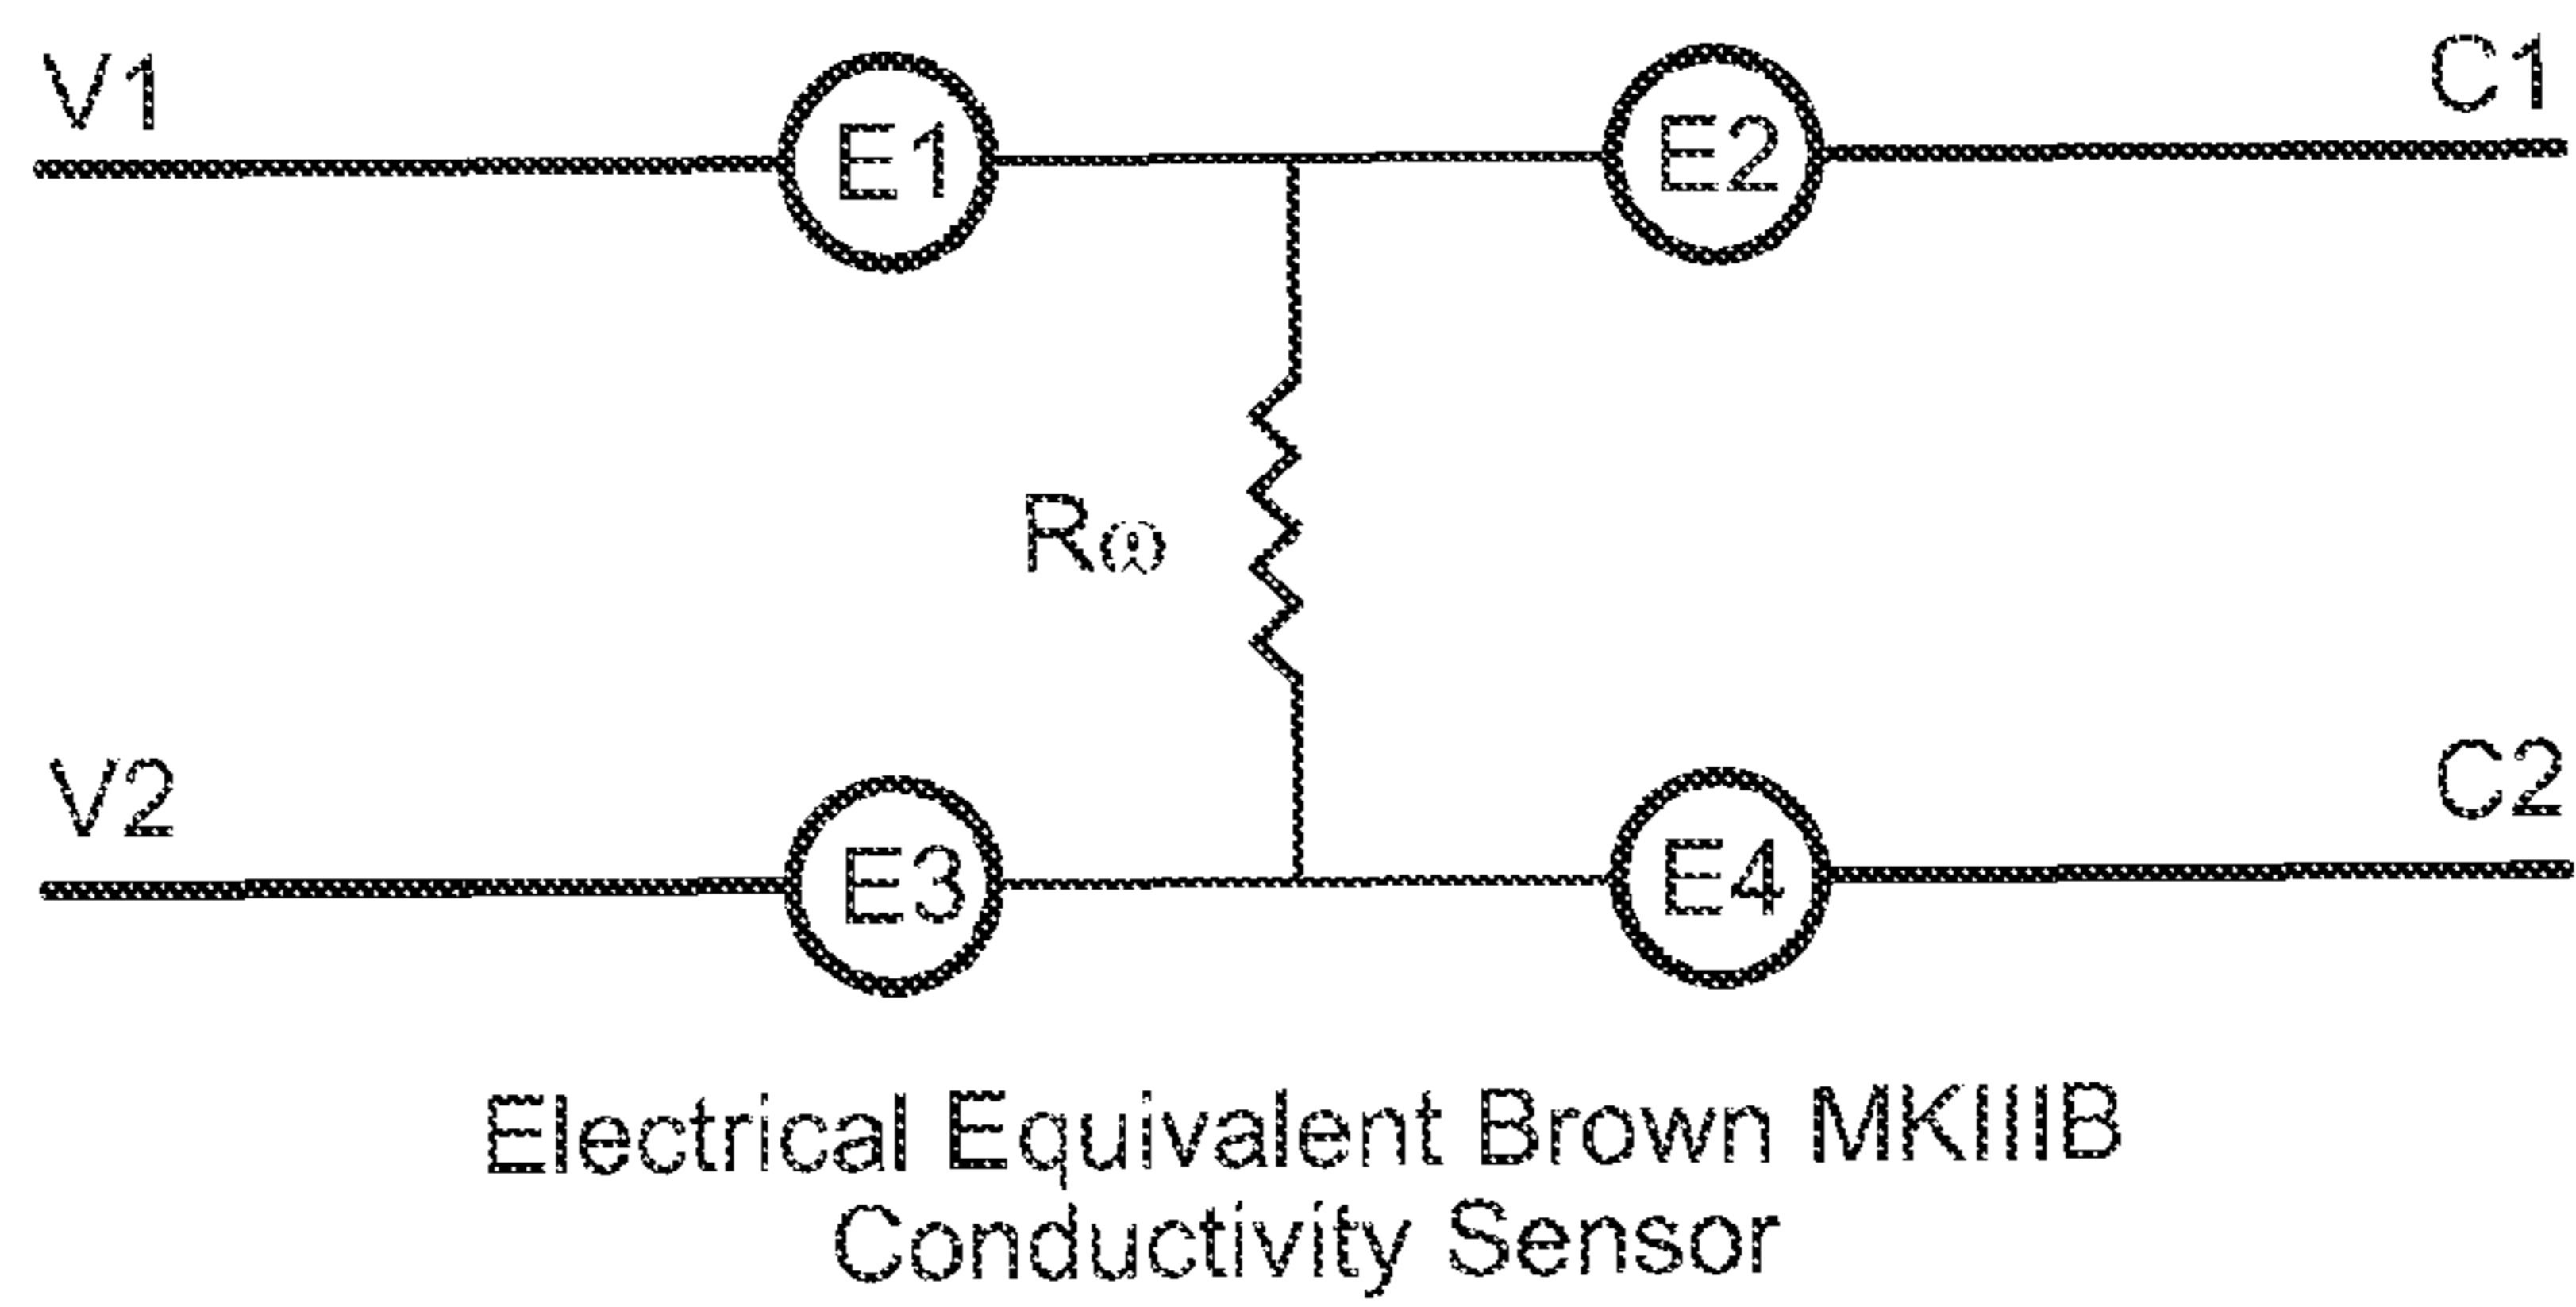 V1
C1
E1
E2
R
V2
C2
E3
E4
Electrical Equivalent Brown MKIIIB
Conductivity Sensor